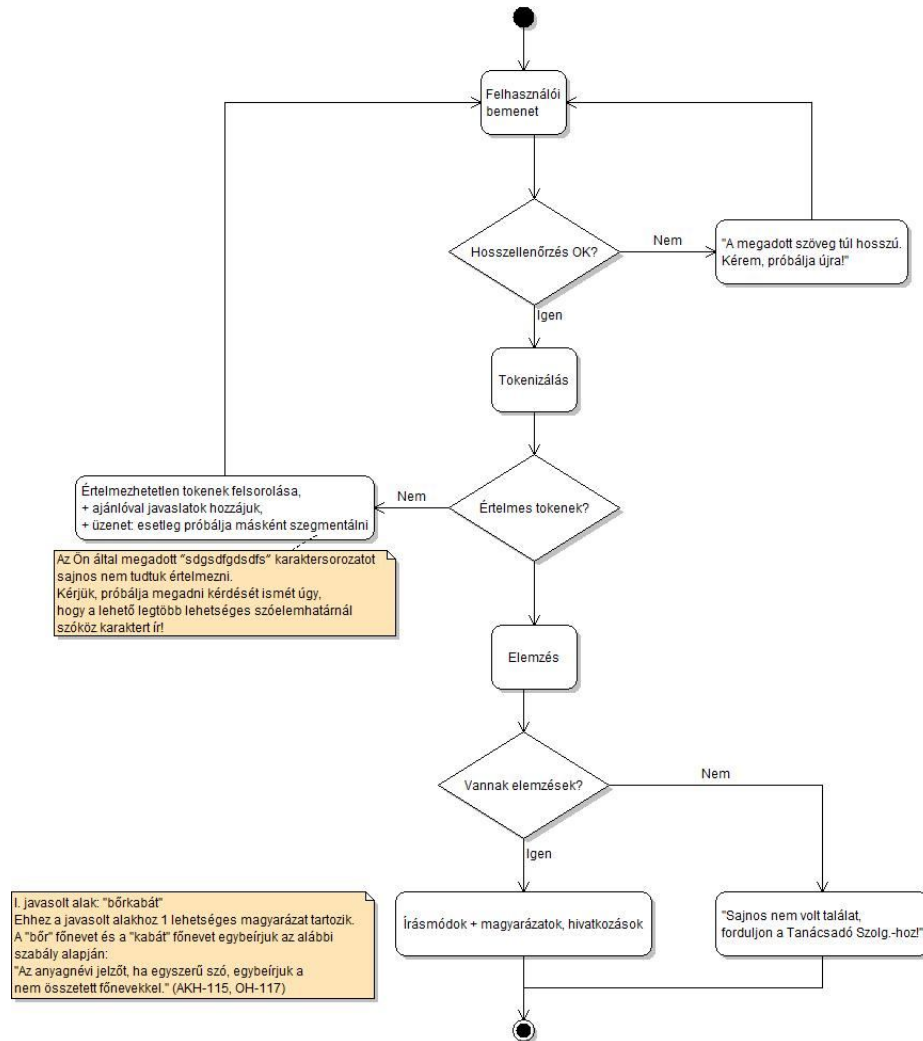 Felhasználói
bemenet
Hosszellenőrzés OK?
Nem
"A megadott szöveg túl hosszú.
Kérem, próbálja újra!"
Igen
Tokenizálás
Értelmes tokenek?
Nem
Értelmezhetetlen tokenek felsorolása,
+ ajánlóval javaslatok hozzájuk,
+ üzenet: esetleg próbálja másként szegmentálni
Az Ön által megadott "sdgsdfgdsdfs" karaktersorozatot
sajnos nem tudtuk értelmezni.
Kérjük, próbálja megadni kérdését ismét úgy,
hogy a lehető legtöbb lehetséges szóelemhatárnál
szóköz karaktert ír!
Elemzés
Vannak elemzések?
Nem
Igen
I. javasolt alak: "bőrkabát"
Ehhez a javasolt alakhoz 1 lehetséges magyarázat tartozik.
A "bőr" főnevet és a "kabát" főnevet egybeírjuk az alábbi
szabály alapján:
"Az anyagnévi jelzőt, ha egyszerű szó, egybeírjuk a
nem összetett főnevekkel." (AKH-115, OH-117)
Írásmódok + magyarázatok, hivatkozások
"Sajnos nem volt találat,
forduljon a Tanácsadó Szolg.-hoz!"